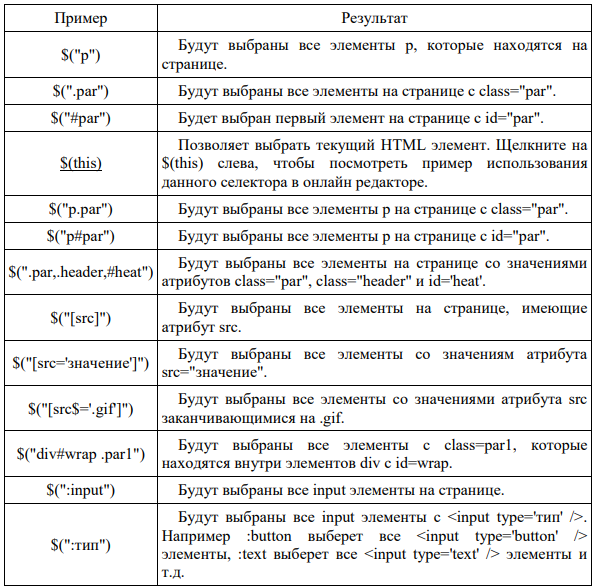 Пример Результат
$("p") Будут выбраны все элементы p, которые находятся на
странице.
$(".par") Будут выбраны все элементы на странице с class="par".
$("#par") Будет выбран первый элемент на странице с id="par".
$(this) Позволяет выбрать текущий HTML элемент. Щелкните на
$(this) слева, чтобы посмотреть пример использования
данного селектора в онлайн редакторе.
$("p.par") Будут выбраны все элементы p на странице с class="par".
$("p#par") Будут выбраны все элементы p на странице с id="par".
$(".par,.header,#heat") Будут выбраны все элементы на странице со значениями
атрибутов class="par", class="header" и id='heat'.
$("[src]") Будут выбраны все элементы на странице, имеющие
атрибут src.
$("[src='значение']") Будут выбраны все элементы со значениям атрибута
src="значение".
$("[src$='.gif']") Будут выбраны все элементы со значениями атрибута src
заканчивающимися на .gif.
$("div#wrap .par1") Будут выбраны все элементы с class=par1, которые
находятся внутри элементов div с id=wrap.
$(":input") Будут выбраны все input элементы на странице.
$(":тип") Будут выбраны все input элементы с <input type='тип' />.
Например :button выберет все <input type='button' />
элементы, :text выберет все <input type='text' /> элементы и
т.д.